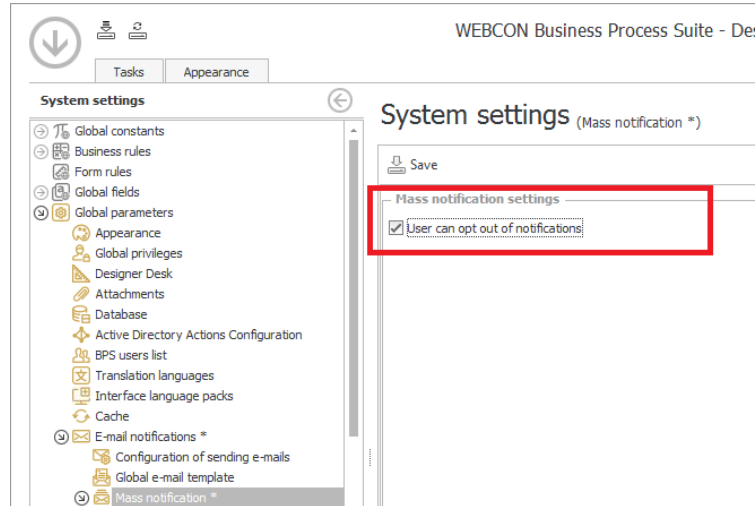 WEBCON Business Process Suite - Des
Tasks
Appearance
System settings
Global constants
Business rules
Form rules
Global fields
Global parameters
Appearance
Global privileges
Designer Desk
Attachments
Database
Active Directory Actions Configuration
BPS users list
Translation languages
Interface language packs
Cache
E-mail notifications *
Configuration of sending e-mails
Global e-mail template
Mass notification *
System settings (Mass notification *)
Save
Mass notification settings
User can opt out of notifications